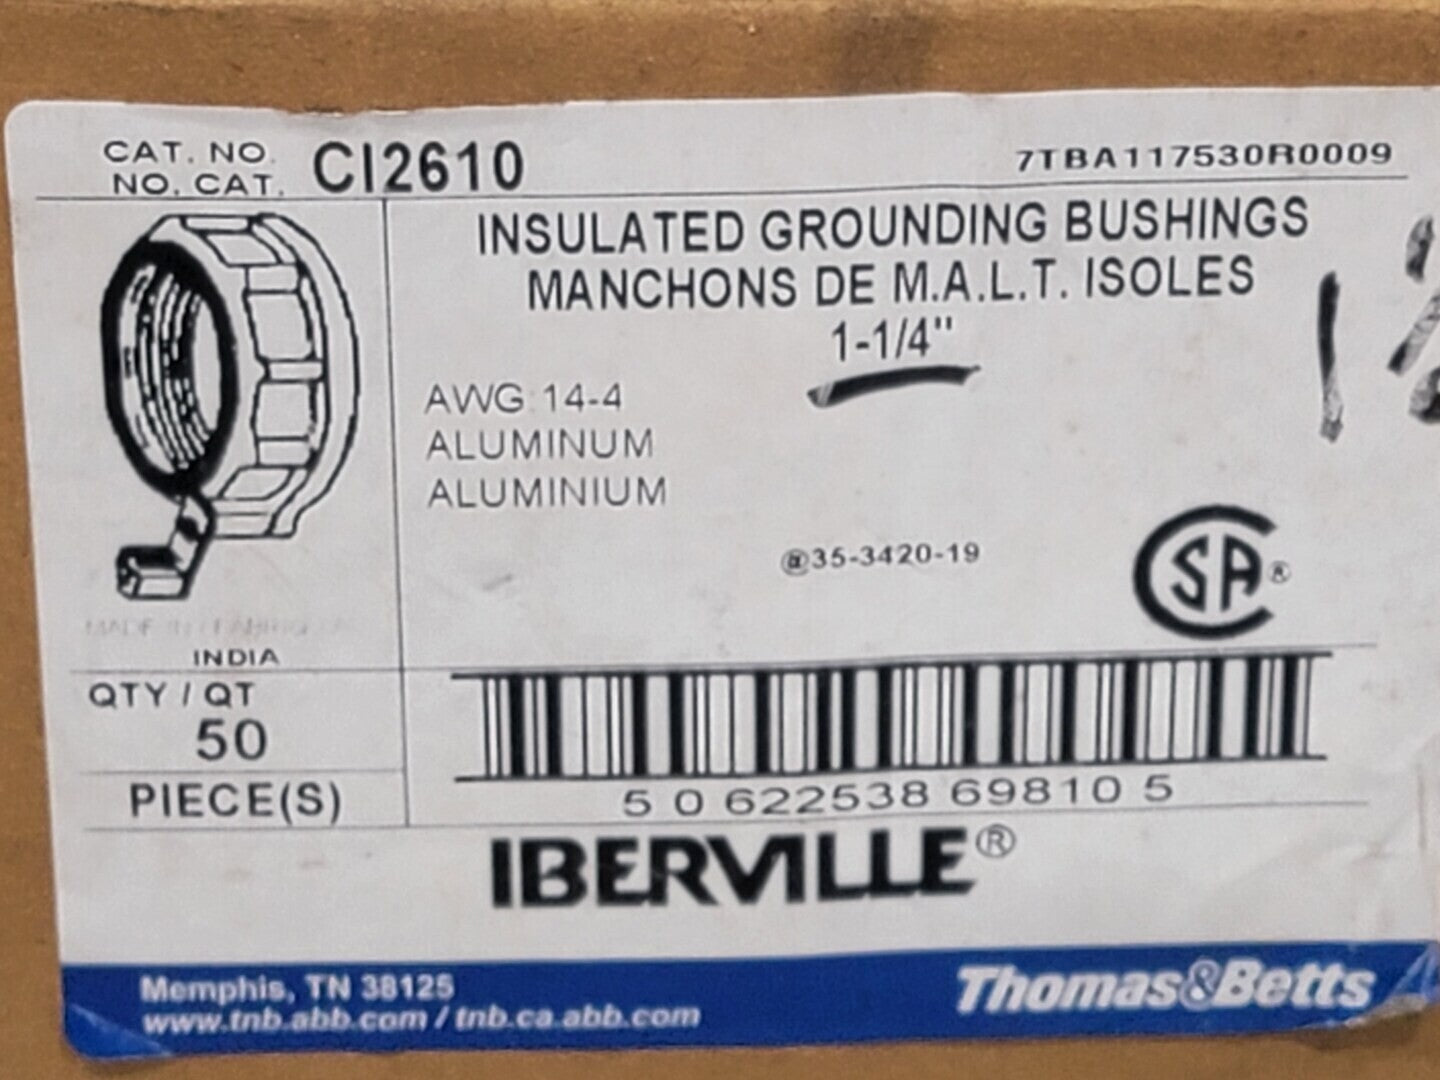 CAT. NO.
NO. CAT.
CI2610
7TBA117530R0009
INSULATED GROUNDING BUSHINGS
MANCHONS DE M.A.L.T. ISOLES
1-1/4"
AWG 14-4
ALUMINUM
ALUMINIUM
@35-3420-19
SA®
INDIA
QTY / QT
50
PIECE(S)
5 0 622538 69810 5
IBERVILLE®
Memphis, TN 38125
www.tnb.abb.com / tnb.ca.abb.com
Thomas&Betts